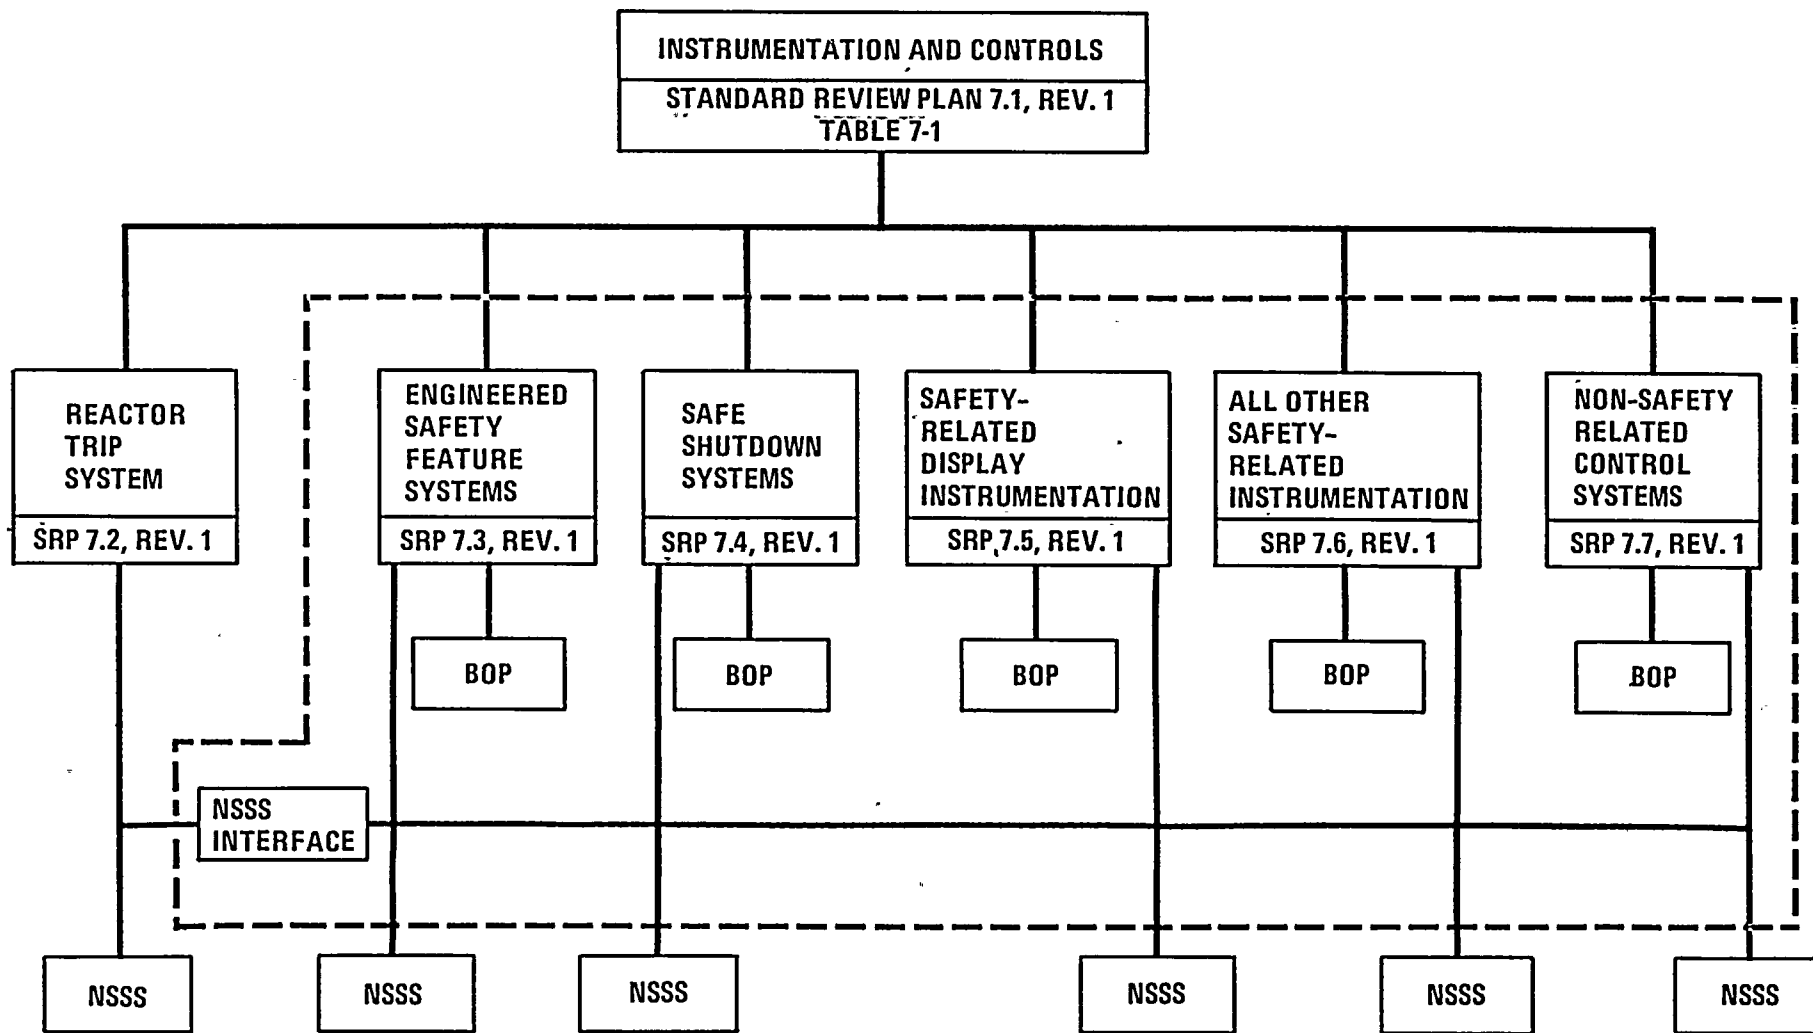 INSTRUMENTATION AND CONTROLS
STANDARD REVIEW PLAN 7.1, REV. 1
TABLE 7-1
REACTOR
TRIP
SYSTEM
SRP 7.2, REV. 1
ENGINEERED
SAFETY
FEATURE
SYSTEMS
SRP 7.3, REV. 1
SAFE
SHUTDOWN
SYSTEMS
SRP 7.4, REV. 1
SAFETY-
RELATED
DISPLAY
INSTRUMENTATION
SRP 7.5, REV. 1
ALL OTHER
SAFETY-
RELATED
INSTRUMENTATION
SRP 7.6, REV. 1
NON-SAFETY
RELATED
CONTROL
SYSTEMS
SRP 7.7, REV. 1
BOP
BOP
BOP
BOP
BOP
NSSS
INTERFACE
NSSS
NSSS
NSSS
NSSS
NSSS
NSSS